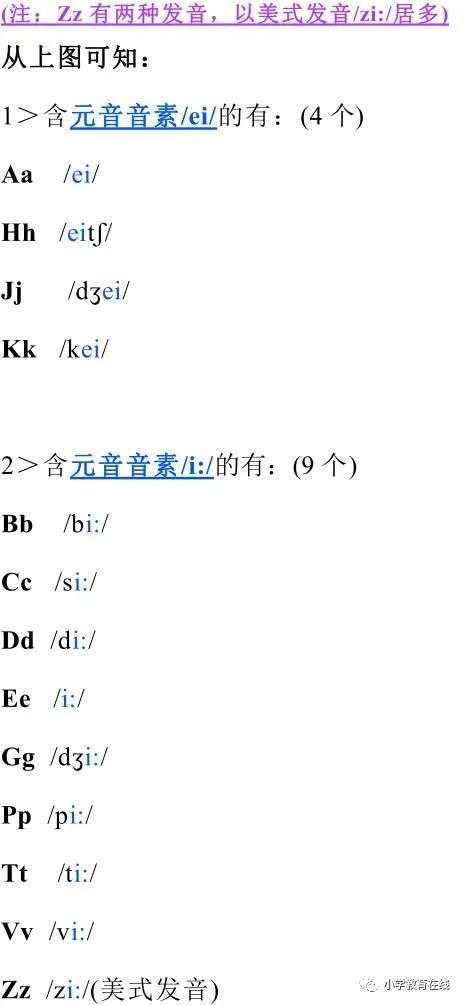 (注：Zz 有两种发音，以美式发音/zi:/居多)
从上图可知：
1＞含元音音素/ei/的有：(4 个)
Aa /ei/
Hh /eitʃ/
Jj /dʒei/
Kk /kei/
2＞含元音音素/i:/的有：(9 个)
Bb /bi:/
Cc /si:/
Dd /di:/
Ee /i:/
Gg /dʒi:/
Pp /pi:/
Tt /ti:/
Vv /vi:/
Zz /zi:/(美式发音)
小学教育在线